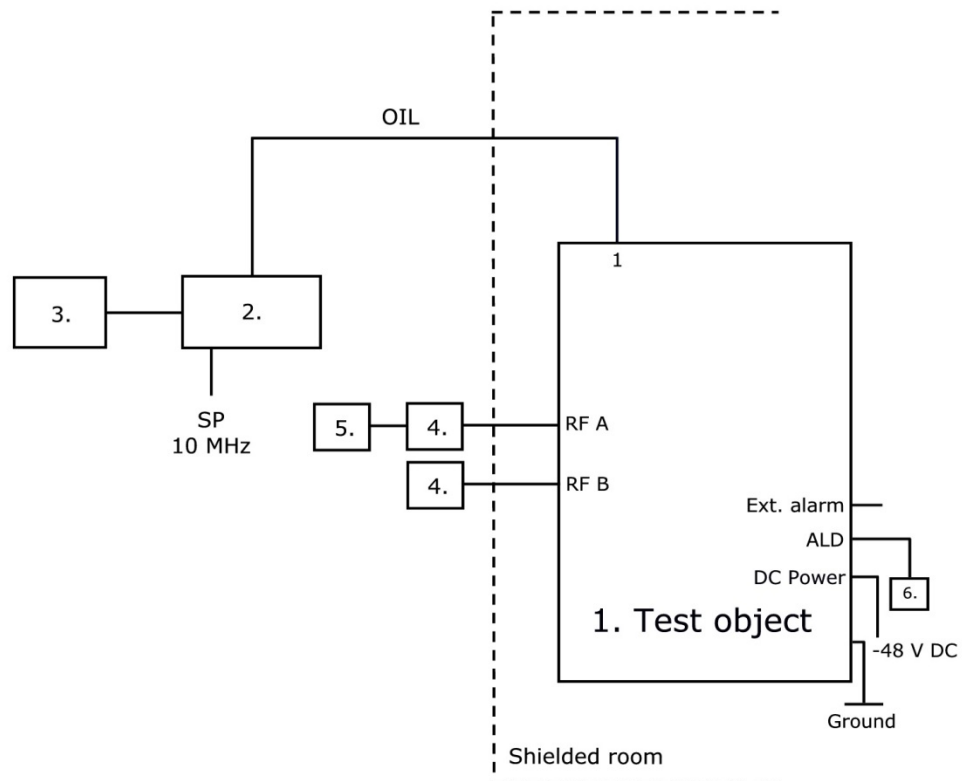 OIL
1
3.
2.
SP
10 MHz
5.
4.
RF A
4.
RF B
Ext. alarm
ALD
DC Power
6.
1. Test object
-48 V DC
Ground
Shielded room